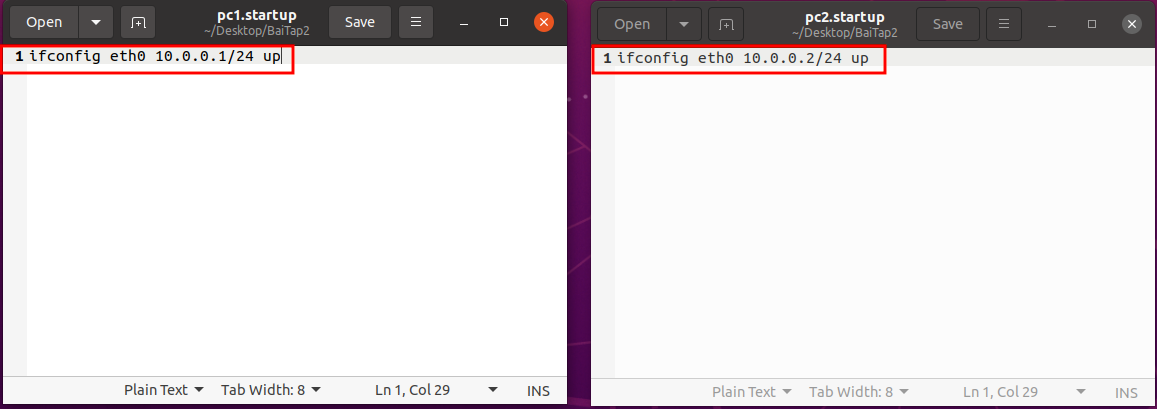 Open
pc1.startup
~/Desktop/BaiTap2
Save
1 ifconfig eth0 10.0.0.1/24 up
Plain Text
Tab Width: 8
Ln 1, Col 29
INS
Open
pc2.startup
~/Desktop/BaiTap2
Save
1 ifconfig eth0 10.0.0.2/24 up
Plain Text
Tab Width: 8
Ln 1, Col 29
INS